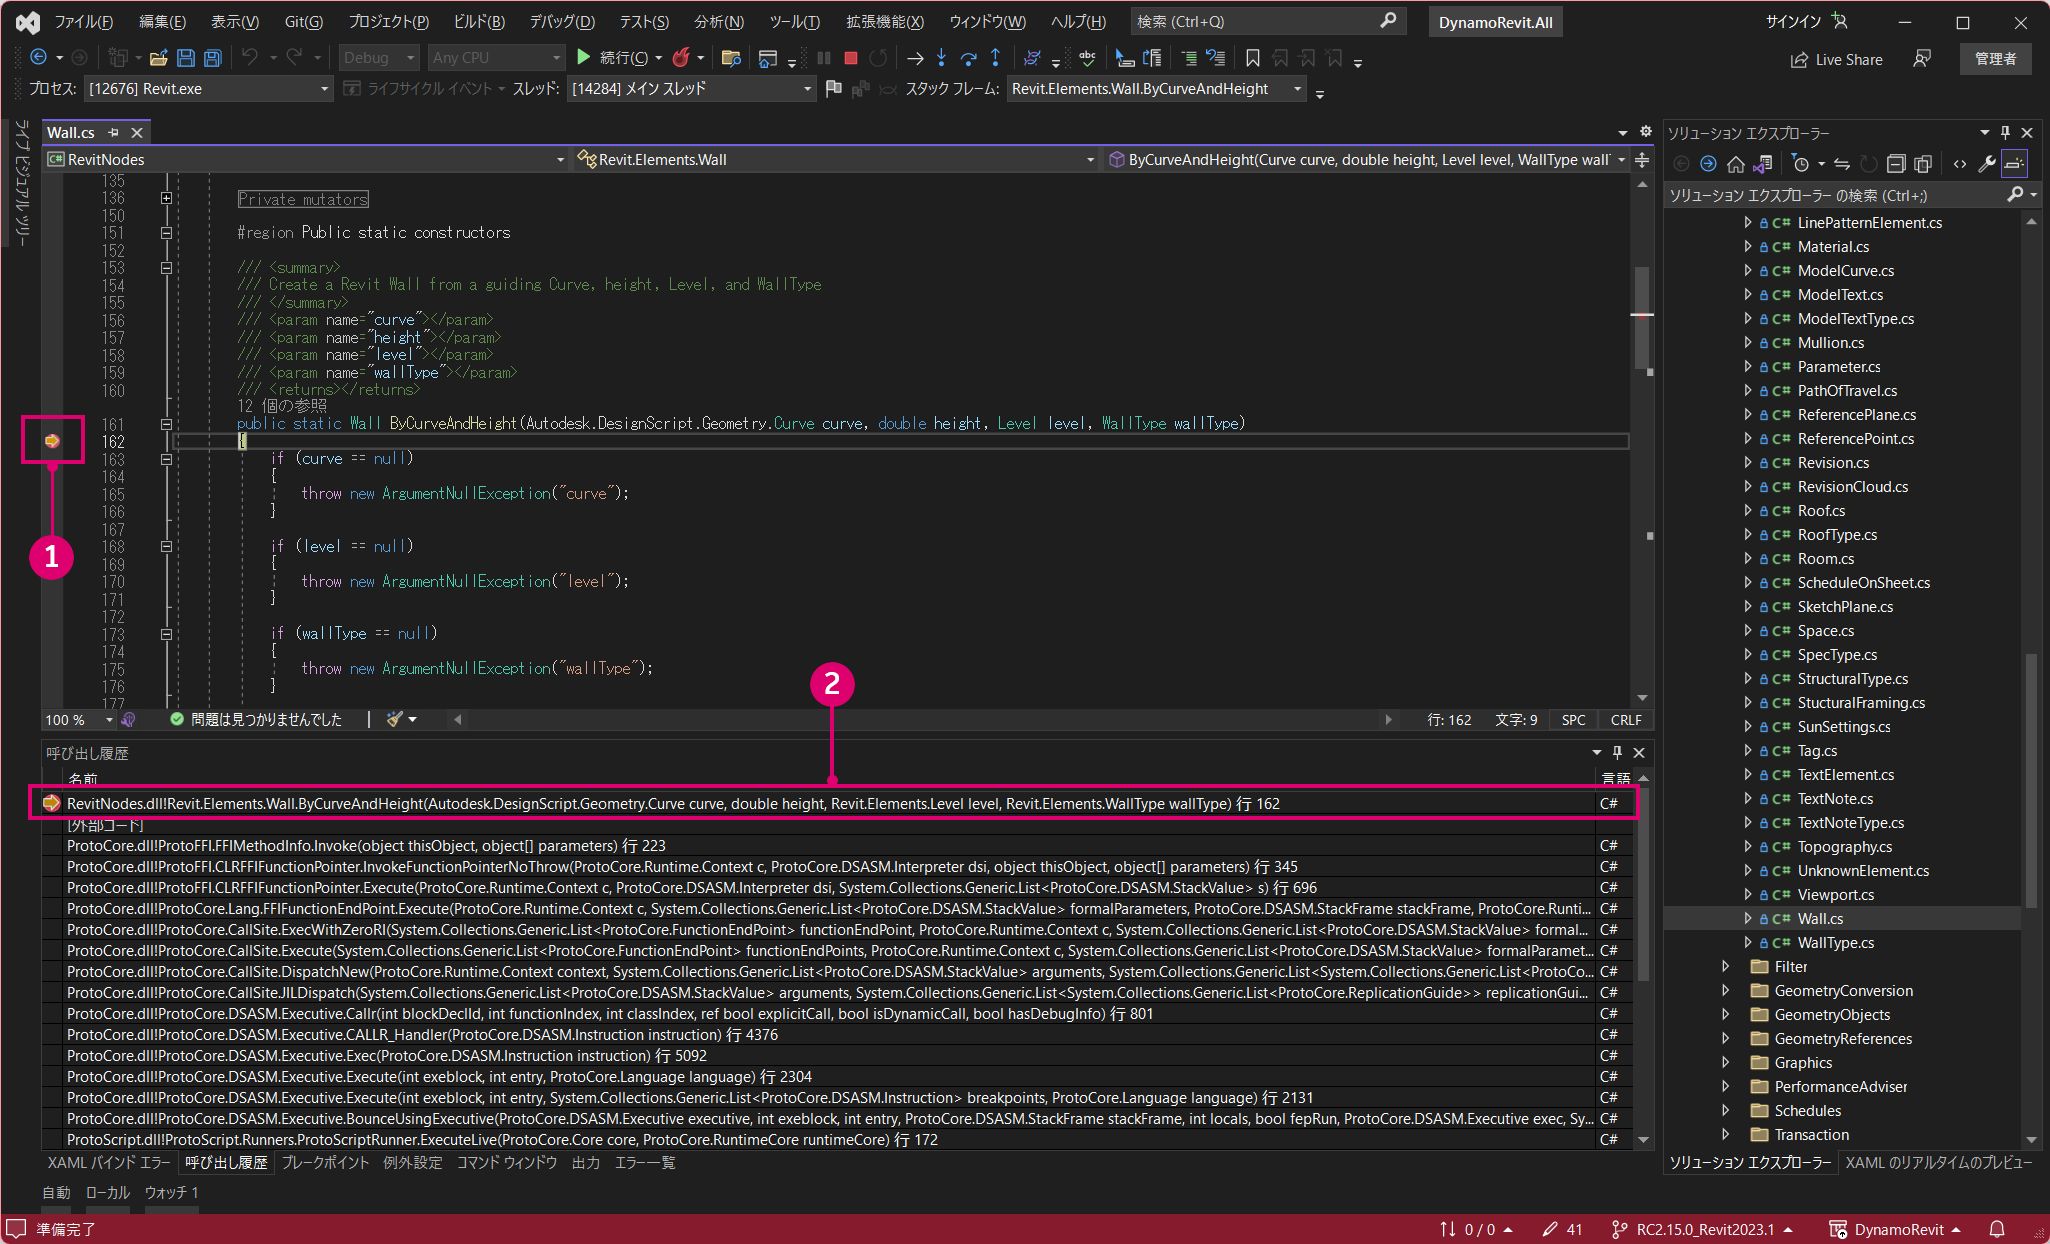 ファイル(F) 編集(E) 表示(V) Git(G) プロジェクト(P) ビルド(B) デバッグ(D) テスト(S) 分析(N) ツール(T) 拡張機能(X) ウィンドウ(W) ヘルプ(H) 検索 (Ctrl+Q) DynamoRevit.All サインイン
Debug Any CPU 続行(C) Live Share 管理者
プロセス: [12676] Revit.exe ライフサイクル イベント スレッド: [14284] メイン スレッド スタック フレーム: Revit.Elements.Wall.ByCurveAndHeight
ライブ ビジュアル ツリー
Wall.cs
RevitNodes Revit.Elements.Wall ByCurveAndHeight(Curve curve, double height, Level level, WallType wallT
135
136 Private mutators
150
151 #region Public static constructors
152
153 /// <summary>
154 /// Create a Revit Wall from a guiding Curve, height, Level, and WallType
155 /// </summary>
156 /// <param name="curve"></param>
157 /// <param name="height"></param>
158 /// <param name="level"></param>
159 /// <param name="wallType"></param>
160 /// <returns></returns>
12 個の参照
161 public static Wall ByCurveAndHeight(Autodesk.DesignScript.Geometry.Curve curve, double height, Level level, WallType wallType)
162 {
163 if (curve == null)
164 {
165 throw new ArgumentNullException("curve");
166 }
167
168 if (level == null)
169 {
170 throw new ArgumentNullException("level");
171 }
172
173 if (wallType == null)
174 {
175 throw new ArgumentNullException("wallType");
176 }
177
1
2
100 % 問題は見つかりませんでした 行: 162 文字: 9 SPC CRLF
呼び出し履歴
名前 言語
RevitNodes.dll!Revit.Elements.Wall.ByCurveAndHeight(Autodesk.DesignScript.Geometry.Curve curve, double height, Revit.Elements.Level level, Revit.Elements.WallType wallType) 行 162 C#
[外部コード]
ProtoCore.dll!ProtoFFI.FFIMethodInfo.Invoke(object thisObject, object[] parameters) 行 223 C#
ProtoCore.dll!ProtoFFI.CLRFFIFunctionPointer.InvokeFunctionPointerNoThrow(ProtoCore.Runtime.Context c, ProtoCore.DSASM.Interpreter dsi, object thisObject, object[] parameters) 行 345 C#
ProtoCore.dll!ProtoFFI.CLRFFIFunctionPointer.Execute(ProtoCore.Runtime.Context c, ProtoCore.DSASM.Interpreter dsi, System.Collections.Generic.List<ProtoCore.DSASM.StackValue> s) 行 696 C#
ProtoCore.dll!ProtoCore.Lang.FFIFunctionEndPoint.Execute(ProtoCore.Runtime.Context c, System.Collections.Generic.List<ProtoCore.DSASM.StackValue> formalParameters, ProtoCore.DSASM.StackFrame stackFrame, ProtoCore.Runti... C#
ProtoCore.dll!ProtoCore.CallSite.ExecWithZeroRI(System.Collections.Generic.List<ProtoCore.FunctionEndPoint> functionEndPoint, ProtoCore.Runtime.Context c, System.Collections.Generic.List<ProtoCore.DSASM.StackValue> formal... C#
ProtoCore.dll!ProtoCore.CallSite.Execute(System.Collections.Generic.List<ProtoCore.FunctionEndPoint> functionEndPoints, ProtoCore.Runtime.Context c, System.Collections.Generic.List<ProtoCore.DSASM.StackValue> formalParamet... C#
ProtoCore.dll!ProtoCore.CallSite.DispatchNew(ProtoCore.Runtime.Context context, System.Collections.Generic.List<ProtoCore.DSASM.StackValue> arguments, System.Collections.Generic.List<System.Collections.Generic.List<ProtoCo... C#
ProtoCore.dll!ProtoCore.CallSite.JILDispatch(System.Collections.Generic.List<ProtoCore.DSASM.StackValue> arguments, System.Collections.Generic.List<System.Collections.Generic.List<ProtoCore.ReplicationGuide>> replicationGui... C#
ProtoCore.dll!ProtoCore.DSASM.Executive.Callr(int blockDeclId, int functionIndex, int classIndex, ref bool explicitCall, bool isDynamicCall, bool hasDebugInfo) 行 801 C#
ProtoCore.dll!ProtoCore.DSASM.Executive.CALLR_Handler(ProtoCore.DSASM.Instruction instruction) 行 4376 C#
ProtoCore.dll!ProtoCore.DSASM.Executive.Exec(ProtoCore.DSASM.Instruction instruction) 行 5092 C#
ProtoCore.dll!ProtoCore.DSASM.Executive.Execute(int exeblock, int entry, ProtoCore.Language language) 行 2304 C#
ProtoCore.dll!ProtoCore.DSASM.Executive.Execute(int exeblock, int entry, System.Collections.Generic.List<ProtoCore.DSASM.Instruction> breakpoints, ProtoCore.Language language) 行 2131 C#
ProtoCore.dll!ProtoCore.DSASM.Executive.BounceUsingExecutive(ProtoCore.DSASM.Executive executive, int exeblock, int entry, ProtoCore.DSASM.StackFrame stackFrame, int locals, bool fepRun, ProtoCore.DSASM.Executive exec, Sy... C#
ProtoScript.dll!ProtoScript.Runners.ProtoScriptRunner.ExecuteLive(ProtoCore.Core core, ProtoCore.RuntimeCore runtimeCore) 行 172 C#
XAML バインド エラー 呼び出し履歴 ブレークポイント 例外設定 コマンド ウィンドウ 出力 エラー一覧
自動 ローカル ウォッチ 1
ソリューション エクスプローラー
ソリューション エクスプローラー の検索 (Ctrl+;)
C# LinePatternElement.cs
C# Material.cs
C# ModelCurve.cs
C# ModelText.cs
C# ModelTextType.cs
C# Mullion.cs
C# Parameter.cs
C# PathOfTravel.cs
C# ReferencePlane.cs
C# ReferencePoint.cs
C# Revision.cs
C# RevisionCloud.cs
C# Roof.cs
C# RoofType.cs
C# Room.cs
C# ScheduleOnSheet.cs
C# SketchPlane.cs
C# Space.cs
C# SpecType.cs
C# StructuralType.cs
C# StucturalFraming.cs
C# SunSettings.cs
C# Tag.cs
C# TextElement.cs
C# TextNote.cs
C# TextNoteType.cs
C# Topography.cs
C# UnknownElement.cs
C# Viewport.cs
C# Wall.cs
C# WallType.cs
Filter
GeometryConversion
GeometryObjects
GeometryReferences
Graphics
PerformanceAdviser
Schedules
Transaction
ソリューション エクスプローラー XAML のリアルタイムのプレビュー
準備完了 0 / 0 41 RC2.15.0_Revit2023.1 DynamoRevit